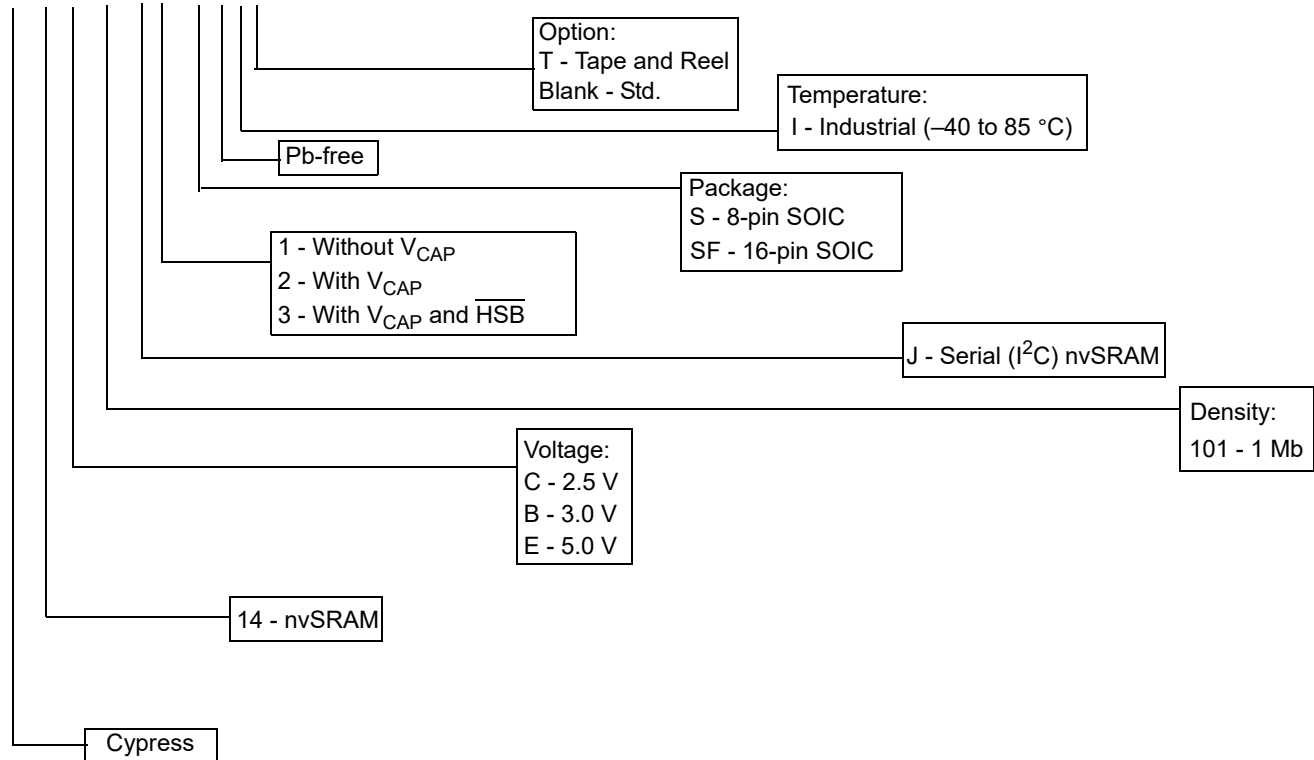 Option:
T - Tape and Reel
Blank - Std.
Temperature:
I - Industrial (–40 to 85 °C)
Pb-free
Package:
S - 8-pin SOIC
SF - 16-pin SOIC
1 - Without VCAP
2 - With VCAP
3 - With VCAP and HSB
J - Serial (I2C) nvSRAM
Density:
101 - 1 Mb
Voltage:
C - 2.5 V
B - 3.0 V
E - 5.0 V
14 - nvSRAM
Cypress